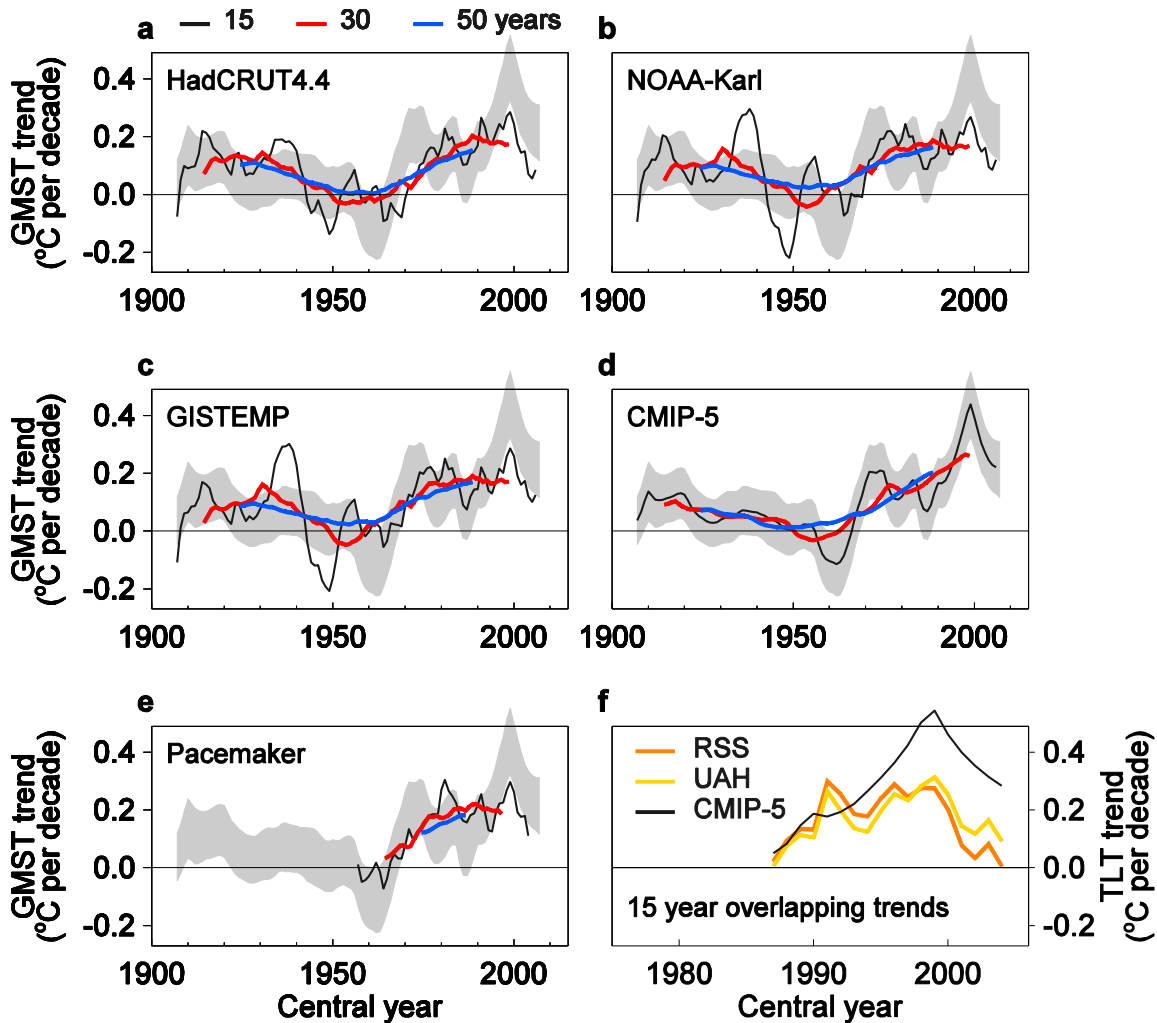 15 30 50 years
a b
HadCRUT4.4 NOAA-Karl
GMST trend
(ºC per decade)
0.4
0.2
0.0
-0.2
1900 1950 2000 1900 1950 2000
c d
GISTEMP CMIP-5
GMST trend
(ºC per decade)
0.4
0.2
0.0
-0.2
1900 1950 2000 1900 1950 2000
e f
Pacemaker
GMST trend
(ºC per decade)
0.4
0.2
0.0
-0.2
1900 1950 2000
Central year
RSS
UAH
CMIP-5
15 year overlapping trends
0.4
0.2
0.0
-0.2
TLT trend
(ºC per decade)
1980 1990 2000
Central year